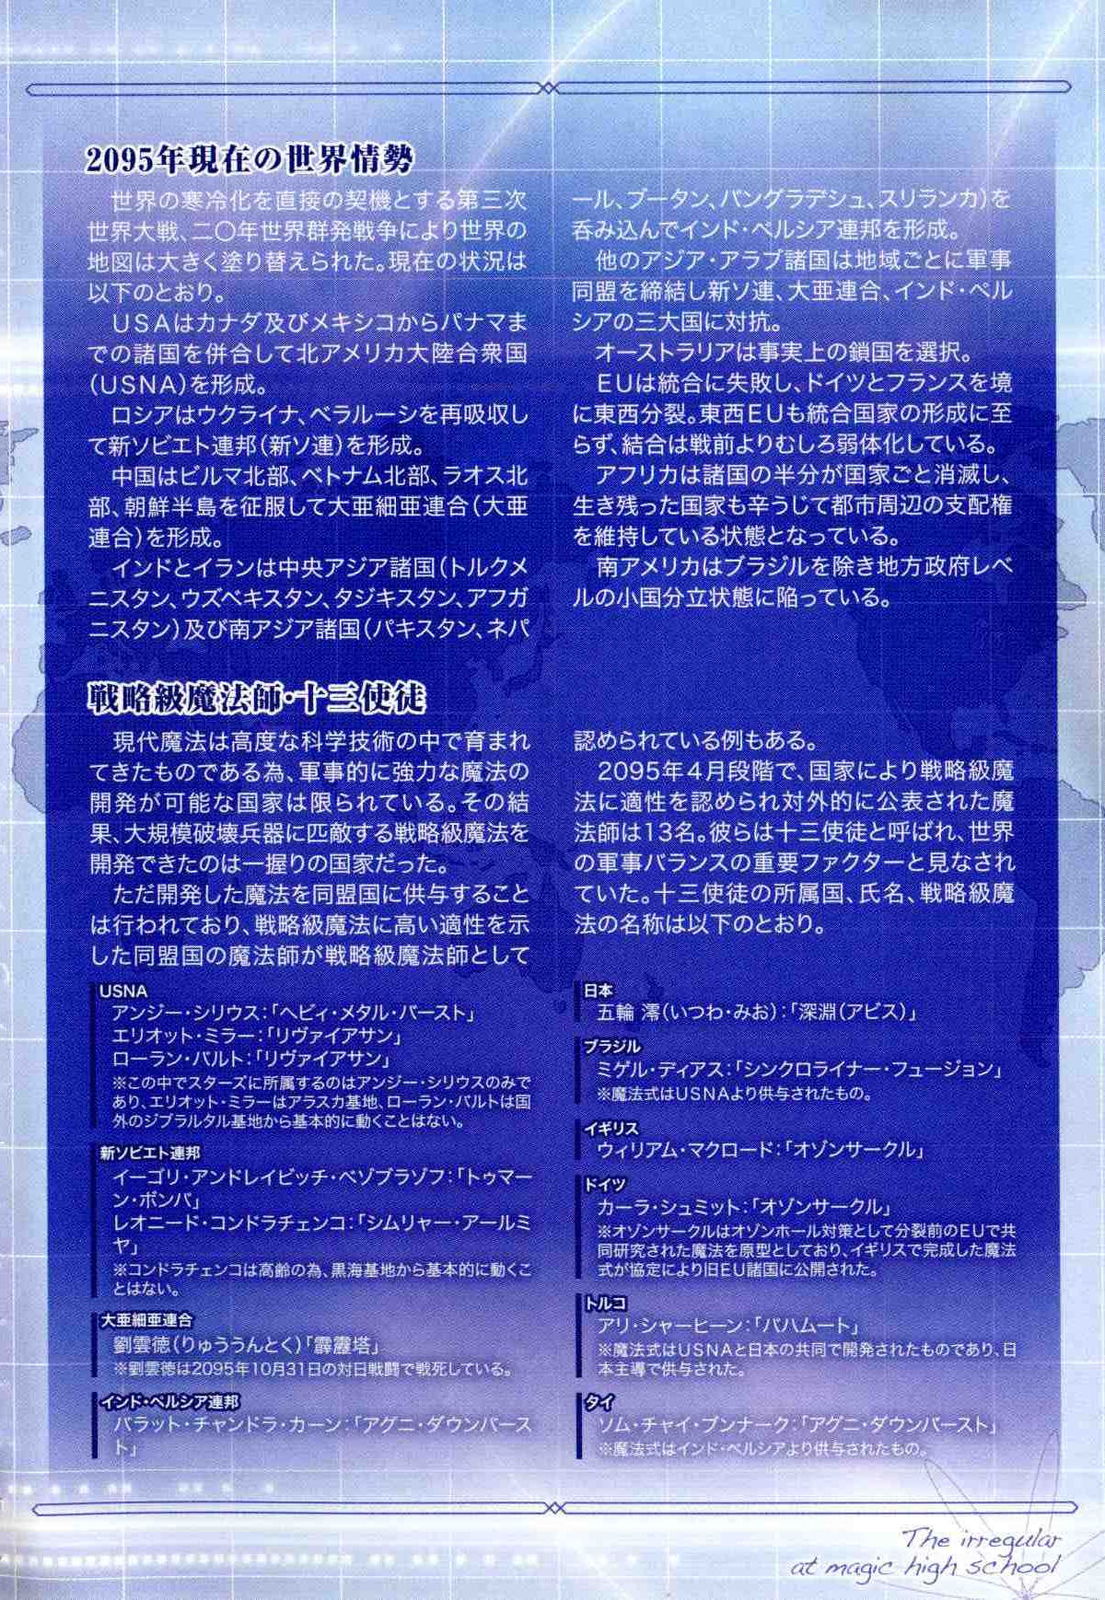 2095年現在の世界情勢
　世界の寒冷化を直接の契機とする第三次
世界大戦、二〇年世界群発戦争により世界の
地図は大きく塗り替えられた。現在の状況は
以下のとおり。
　USAはカナダ及びメキシコからパナマま
での諸国を併合して北アメリカ大陸合衆国
(USNA)を形成。
　ロシアはウクライナ、ベラルーシを再吸収し
て新ソビエト連邦(新ソ連)を形成。
　中国はビルマ北部、ベトナム北部、ラオス北
部、朝鮮半島を征服して大亜細亜連合(大亜
連合)を形成。
　インドとイランは中央アジア諸国(トルクメ
ニスタン、ウズベキスタン、タジキスタン、アフガ
ニスタン)及び南アジア諸国(パキスタン、ネパ
ール、ブータン、バングラデシュ、スリランカ)を
呑み込んでインド・ペルシア連邦を形成。
　他のアジア・アラブ諸国は地域ごとに軍事
同盟を締結し新ソ連、大亜連合、インド・ペル
シアの三大国に対抗。
　オーストラリアは事実上の鎖国を選択。
　EUは統合に失敗し、ドイツとフランスを境
に東西分裂。東西EUも統合国家の形成に至
らず、結合は戦前よりむしろ弱体化している。
　アフリカは諸国の半分が国家ごと消滅し、
生き残った国家も辛うじて都市周辺の支配権
を維持している状態となっている。
　南アメリカはブラジルを除き地方政府レベ
ルの小国分立状態に陥っている。
戦略級魔法師・十三使徒
　現代魔法は高度な科学技術の中で育まれ
てきたものである為、軍事的に強力な魔法の
開発が可能な国家は限られている。その結
果、大規模破壊兵器に匹敵する戦略級魔法を
開発できたのは一握りの国家だった。
　ただ開発した魔法を同盟国に供与すること
は行われており、戦略級魔法に高い適性を示
した同盟国の魔法師が戦略級魔法師として
認められている例もある。
　2095年4月段階で、国家により戦略級魔
法に適性を認められ対外的に公表された魔
法師は13名。彼らは十三使徒と呼ばれ、世界
の軍事バランスの重要ファクターと見なされ
ていた。十三使徒の所属国、氏名、戦略級魔
法の名称は以下のとおり。
USNA
アンジー・シリウス:「ヘビィ・メタル・バースト」
エリオット・ミラー:「リヴァイアサン」
ローラン・バルト:「リヴァイアサン」
※この中でスターズに所属するのはアンジー・シリウスのみで
あり、エリオット・ミラーはアラスカ基地、ローラン・バルトは国
外のジブラルタル基地から基本的に動くことはない。
新ソビエト連邦
イーゴリ・アンドレイビッチ・ベゾブラゾフ:「トゥマー
ン・ボンバ」
レオニード・コンドラチェンコ:「シムリャー・アールミ
ヤ」
※コンドラチェンコは高齢の為、黒海基地から基本的に動くこ
とはない。
大亜細亜連合
劉雲徳(りゅううんとく)「霹靂塔」
※劉雲徳は2095年10月31日の対日戦闘で戦死している。
インド・ペルシア連邦
バラット・チャンドラ・カーン:「アグニ・ダウンバース
ト」
日本
五輪 澪(いつわ・みお):「深淵(アビス)」
ブラジル
ミゲル・ディアス:「シンクロライナー・フュージョン」
※魔法式はUSNAより供与されたもの。
イギリス
ウィリアム・マクロード:「オゾンサークル」
ドイツ
カーラ・シュミット:「オゾンサークル」
※オゾンサークルはオゾンホール対策として分裂前のEUで共
同研究された魔法を原型としており、イギリスで完成した魔法
式が協定により旧EU諸国に公開された。
トルコ
アリ・シャーヒーン:「バハムート」
※魔法式はUSNAと日本の共同で開発されたものであり、日
本主導で供与された。
タイ
ソム・チャイ・ブンナーク:「アグニ・ダウンバースト」
※魔法式はインド・ペルシアより供与されたもの。
The irregular
at magic high school